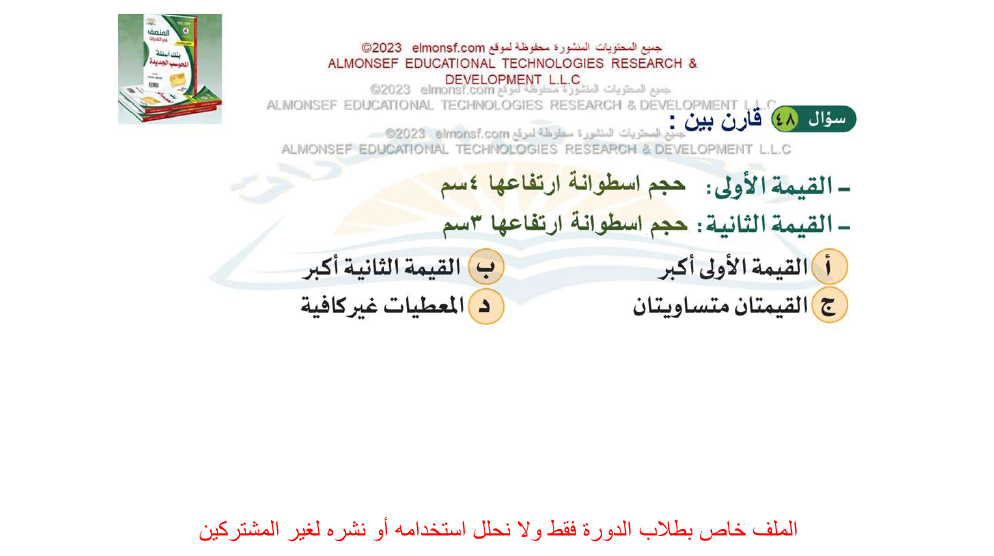 المنصف
في القدرات
بنك أسئلة
المحوسب الجديدة
جميع المحتويات المنشورة محفوظة لموقع elmonsf.com ©2023
ALMONSEF EDUCATIONAL TECHNOLOGIES RESEARCH &
DEVELOPMENT L.L.C
جميع المحتويات المنشورة محفوظة لموقع elmonsf.com ©2023
ALMONSEF EDUCATIONAL TECHNOLOGIES RESEARCH & DEVELOPMENT L.L.C
سؤال ٤٨ قارن بين :
جميع المحتويات المنشورة محفوظة لموقع elmonsf.com ©2023
ALMONSEF EDUCATIONAL TECHNOLOGIES RESEARCH & DEVELOPMENT L.L.C
- القيمة الأولى: حجم اسطوانة ارتفاعها ٤سم
- القيمة الثانية: حجم اسطوانة ارتفاعها ٣سم
أ القيمة الأولى أكبر ب القيمة الثانية أكبر
ج القيمتان متساويتان د المعطيات غير كافية
الملف خاص بطلاب الدورة فقط ولا نحلل استخدامه أو نشره لغير المشتركين